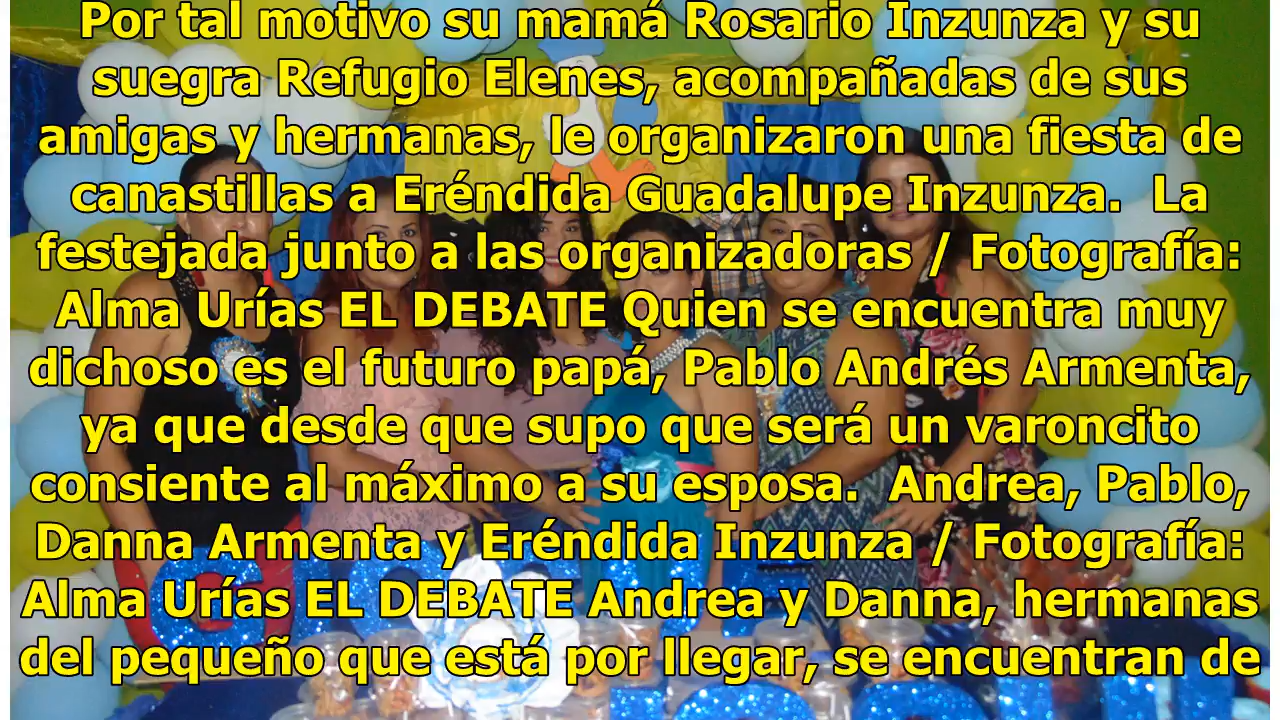 Por tal motivo su mamá Rosario Inzunza y su
suegra Refugio Elenes, acompañadas de sus
amigas y hermanas, le organizaron una fiesta de
canastillas a Eréndida Guadalupe Inzunza.  La
festejada junto a las organizadoras / Fotografía:
Alma Urías EL DEBATE Quien se encuentra muy
dichoso es el futuro papá, Pablo Andrés Armenta,
ya que desde que supo que será un varoncito
consiente al máximo a su esposa.  Andrea, Pablo,
Danna Armenta y Eréndida Inzunza / Fotografía:
Alma Urías EL DEBATE Andrea y Danna, hermanas
del pequeño que está por llegar, se encuentran de